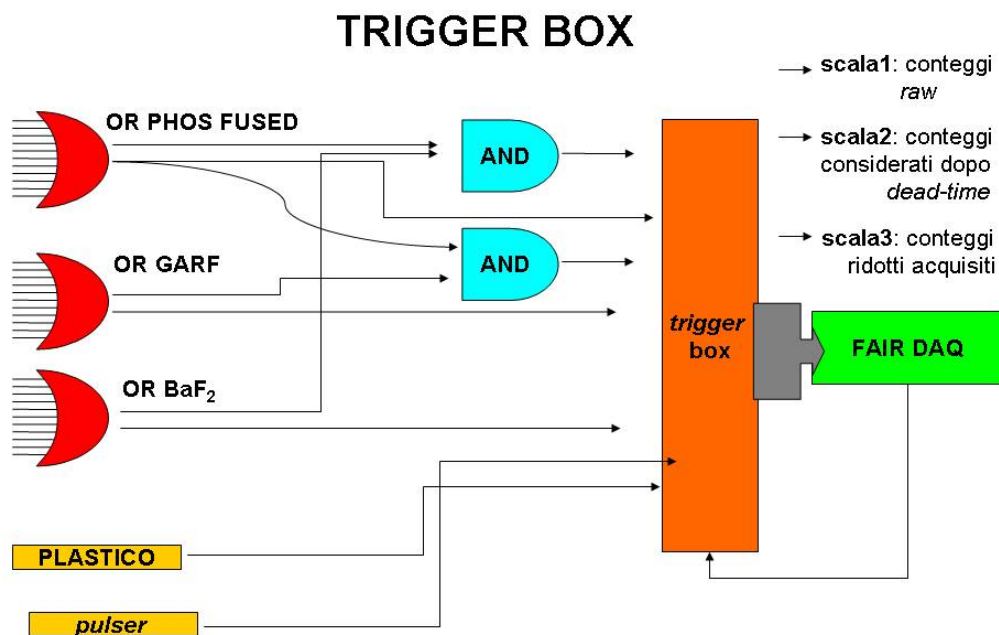 TRIGGER BOX
OR PHOS FUSED
AND
scala1: conteggi
raw
scala2: conteggi
considerati dopo
dead-time
scala3: conteggi
ridotti acquisiti
OR GARF
AND
trigger
box
FAIR DAQ
OR BaF₂
PLASTICO
pulser